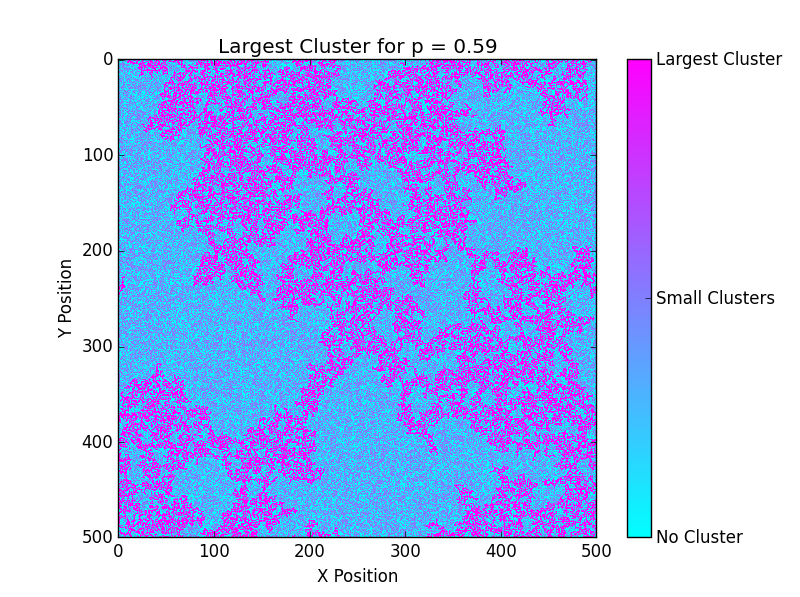 Largest Cluster for p = 0.59
Y Position
0
100
200
300
400
500
0 100 200 300 400 500
X Position
Largest Cluster
Small Clusters
No Cluster